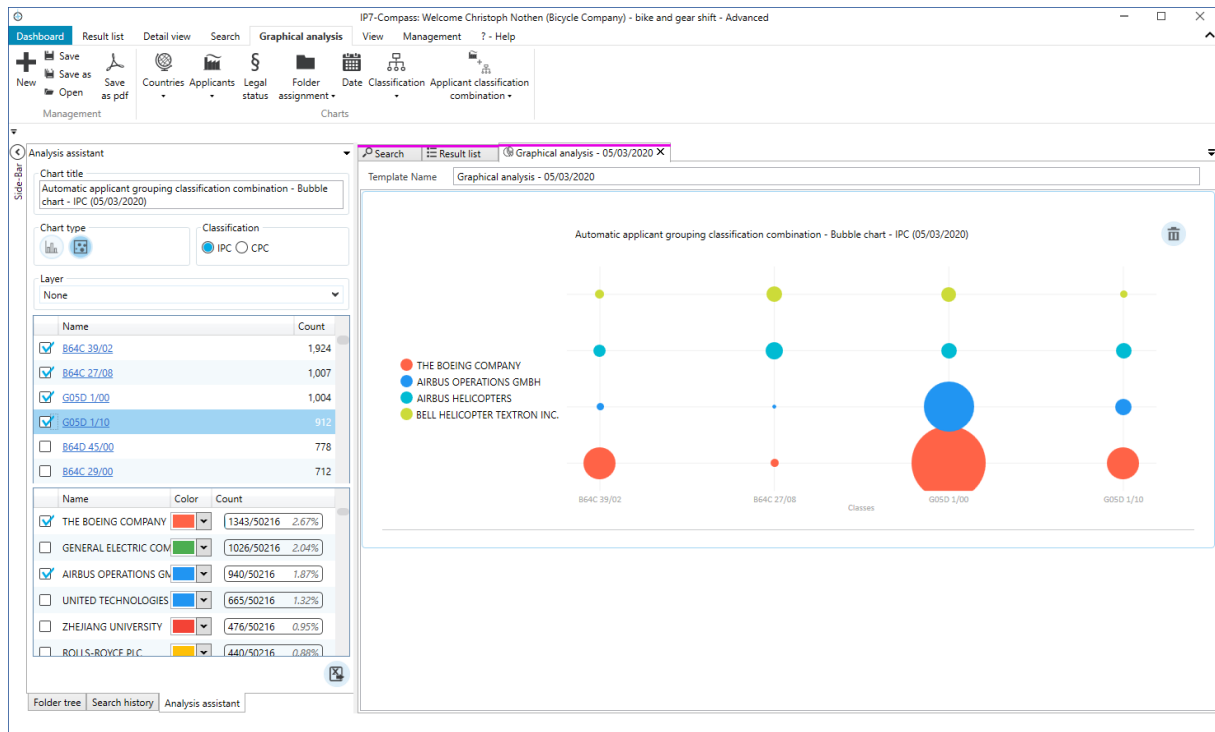 IP7-Compass: Welcome Christoph Nothen (Bicycle Company) - bike and gear shift - Advanced
Dashboard Result list Detail view Search Graphical analysis View Management ? - Help
New
Save
Save as
Open
Save as pdf
Countries Applicants Legal status Folder assignment Date Classification Applicant classification combination
Management Charts
Side-Bar
Analysis assistant
Chart title
Automatic applicant grouping classification combination - Bubble
chart - IPC (05/03/2020)
Chart type Classification
IPC CPC
Layer
None
Name Count
B64C 39/02 1,924
B64C 27/08 1,007
G05D 1/00 1,004
G05D 1/10 912
B64D 45/00 778
B64C 29/00 712
Name Color Count
THE BOEING COMPANY 1343/50216 2.67%
GENERAL ELECTRIC COM 1026/50216 2.04%
AIRBUS OPERATIONS GM 940/50216 1.87%
UNITED TECHNOLOGIES 665/50216 1.32%
ZHEJIANG UNIVERSITY 476/50216 0.95%
ROLLS-ROYCE PLC 440/50216 0.88%
Folder tree Search history Analysis assistant
Search Result list Graphical analysis - 05/03/2020 X
Template Name Graphical analysis - 05/03/2020
Automatic applicant grouping classification combination - Bubble chart - IPC (05/03/2020)
THE BOEING COMPANY
AIRBUS OPERATIONS GMBH
AIRBUS HELICOPTERS
BELL HELICOPTER TEXTRON INC.
B64C 39/02 B64C 27/08 G05D 1/00 G05D 1/10
Classes